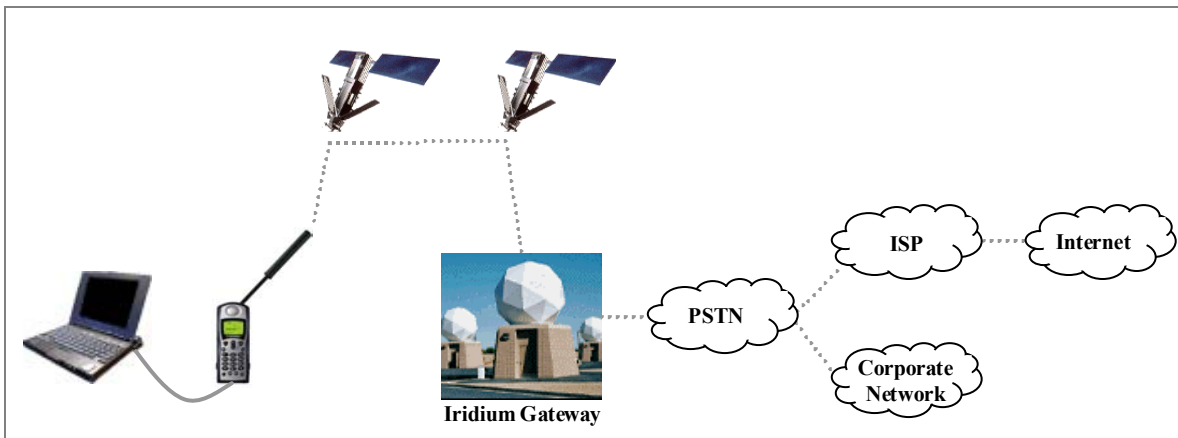 ISP
Internet
PSTN
Corporate
Network
Iridium Gateway